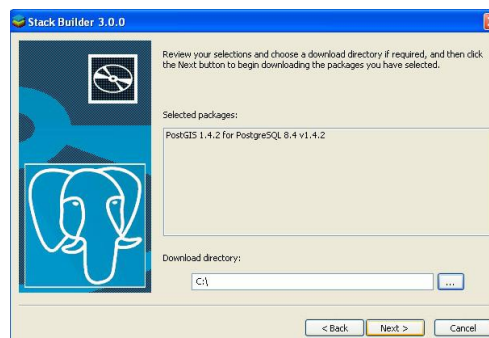 Stack Builder 3.0.0
Review your selections and choose a download directory if required, and then click
the Next button to begin downloading the packages you have selected.
Selected packages:
PostGIS 1.4.2 for PostgreSQL 8.4 v1.4.2
Download directory:
C:\
...
< Back
Next >
Cancel